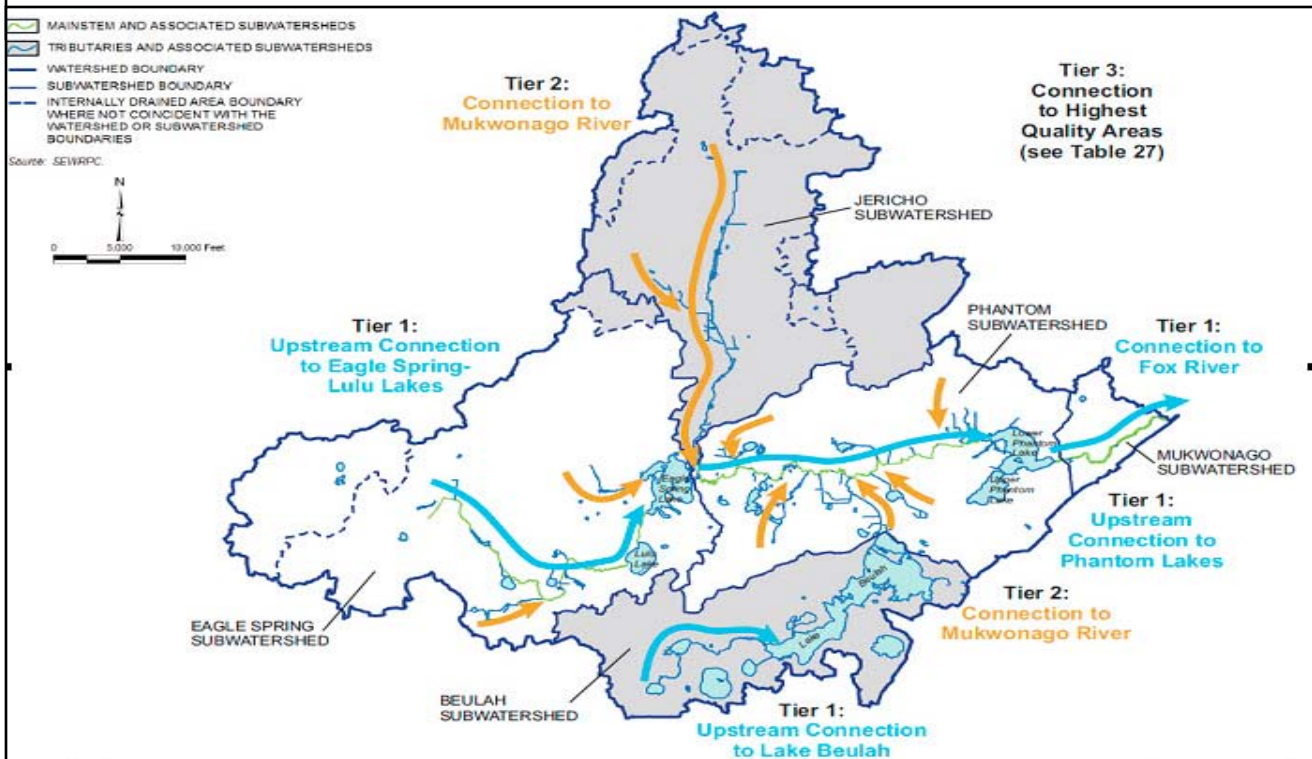 MAINSTEM AND ASSOCIATED SUBWATERSHEDS
TRIBUTARIES AND ASSOCIATED SUBWATERSHEDS
WATERSHED BOUNDARY
SUBWATERSHED BOUNDARY
INTERNALLY DRAINED AREA BOUNDARY
WHERE NOT COINCIDENT WITH THE
WATERSHED OR SUBWATERSHED
BOUNDARIES
Source: SEWRPC.
N
0 5,000 10,000 Feet
Tier 2:
Connection to
Mukwonago River
Tier 3:
Connection
to Highest
Quality Areas
(see Table 27)
JERICHO
SUBWATERSHED
Tier 1:
Upstream Connection
to Eagle Spring-
Lulu Lakes
PHANTOM
SUBWATERSHED
Tier 1:
Connection to
Fox River
Lower
Phantom
Lake
Eagle
Spring
Lake
Upper
Phantom
Lake
MUKWONAGO
SUBWATERSHED
Tier 1:
Upstream
Connection to
Phantom Lakes
Lulu
Lake
EAGLE SPRING
SUBWATERSHED
Lake Beulah
Tier 2:
Connection to
Mukwonago River
BEULAH
SUBWATERSHED
Tier 1:
Upstream Connection
to Lake Beulah